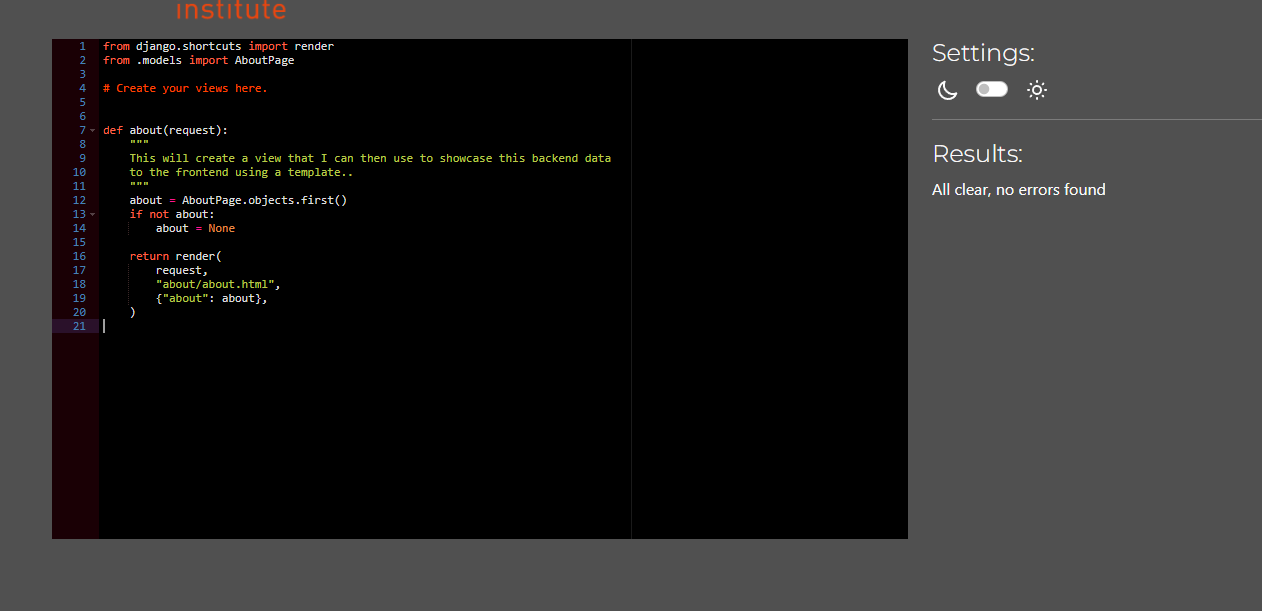 institute
1 from django.shortcuts import render
2 from .models import AboutPage
3
4 # Create your views here.
5
6
7 def about(request):
8     """
9     This will create a view that I can then use to showcase this backend data
10     to the frontend using a template..
11     """
12     about = AboutPage.objects.first()
13     if not about:
14         about = None
15
16     return render(
17         request,
18         "about/about.html",
19         {"about": about},
20     )
21
Settings:
Results:
All clear, no errors found